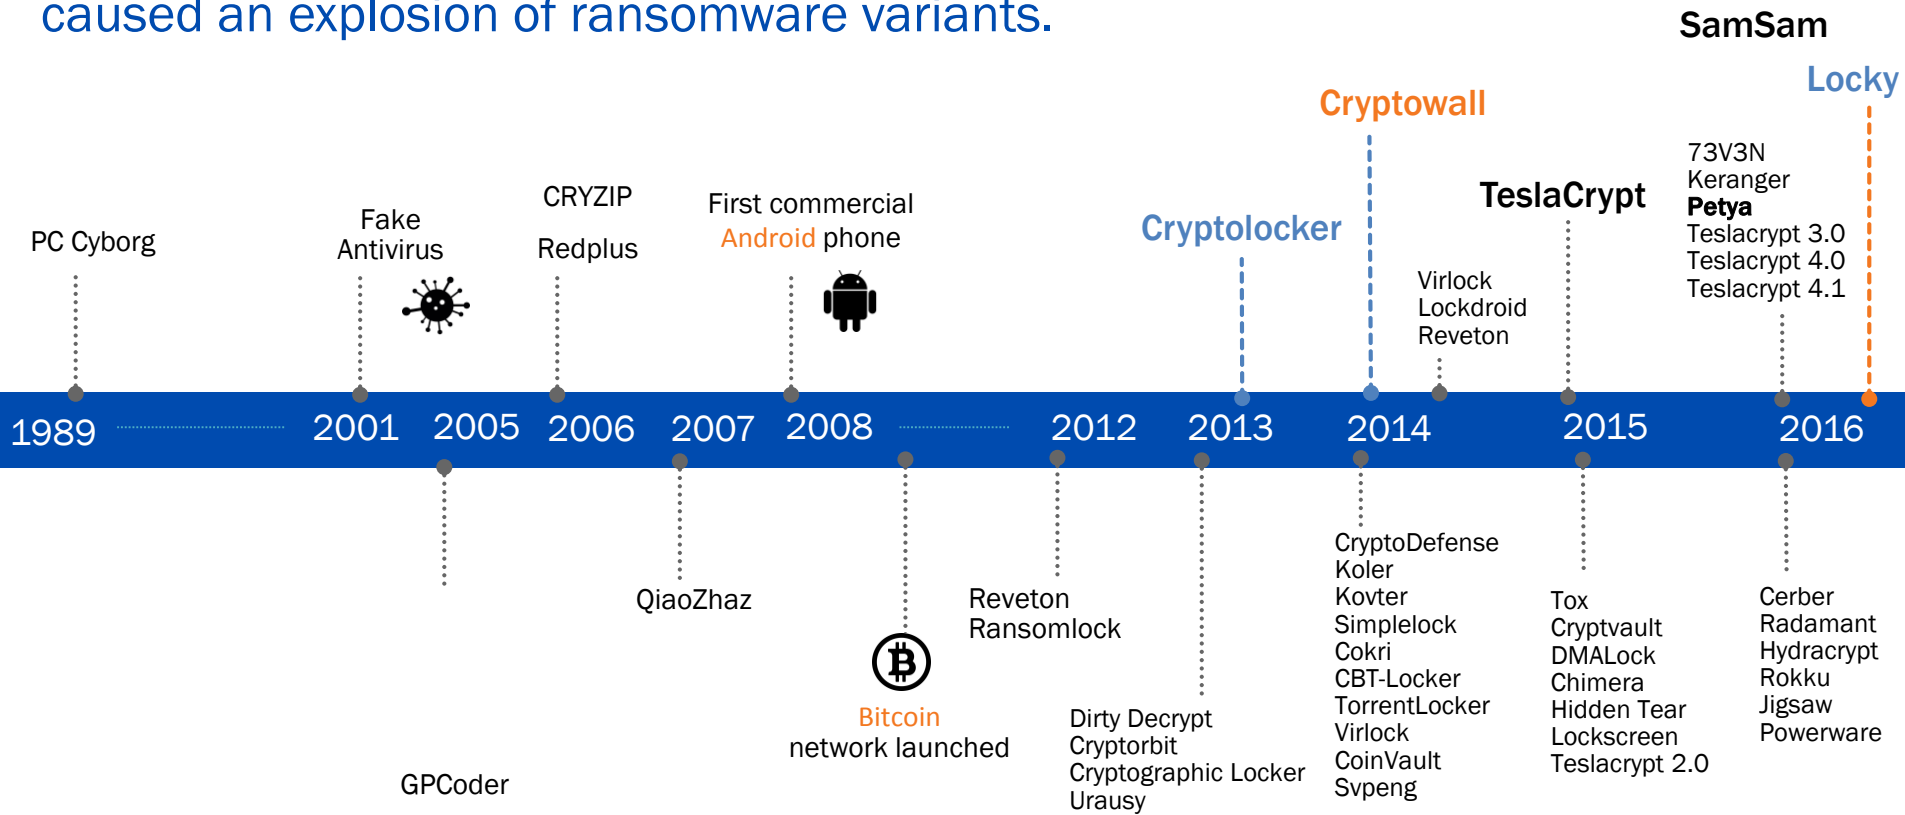 caused an explosion of ransomware variants.
SamSam
Locky
Cryptowall
73V3N
Keranger
Petya
Teslacrypt 3.0
Teslacrypt 4.0
Teslacrypt 4.1
TeslaCrypt
Cryptolocker
Virlock
Lockdroid
Reveton
First commercial
Android phone
CRYZIP
Redplus
Fake
Antivirus
PC Cyborg
1989
2001
2005
2006
2007
2008
2012
2013
2014
2015
2016
GPCoder
QiaoZhaz
Bitcoin
network launched
Reveton
Ransomlock
Dirty Decrypt
Cryptorbit
Cryptographic Locker
Urausy
CryptoDefense
Koler
Kovter
Simplelock
Cokri
CBT-Locker
TorrentLocker
Virlock
CoinVault
Svpeng
Tox
Cryptvault
DMALock
Chimera
Hidden Tear
Lockscreen
Teslacrypt 2.0
Cerber
Radamant
Hydracrypt
Rokku
Jigsaw
Powerware